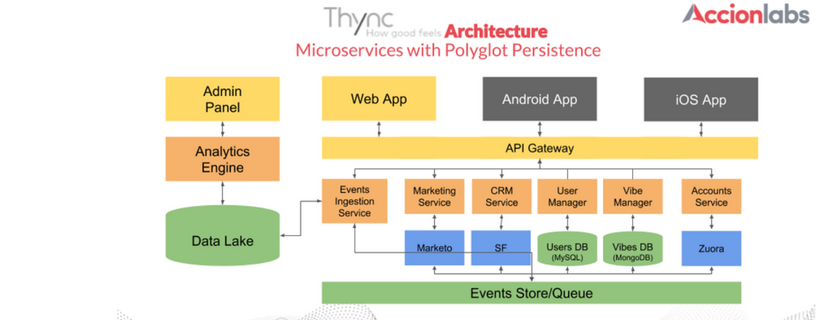 Thync
How good feels
Architecture
Accionlabs
Microservices with Polyglot Persistence
Admin
Panel
Web App
Android App
iOS App
Analytics
Engine
API Gateway
Events
Ingestion
Service
Marketing
Service
CRM
Service
User
Manager
Vibe
Manager
Accounts
Service
Data Lake
Marketo
SF
Users DB
(MySQL)
Vibes DB
(MongoDB)
Zuora
Events Store/Queue